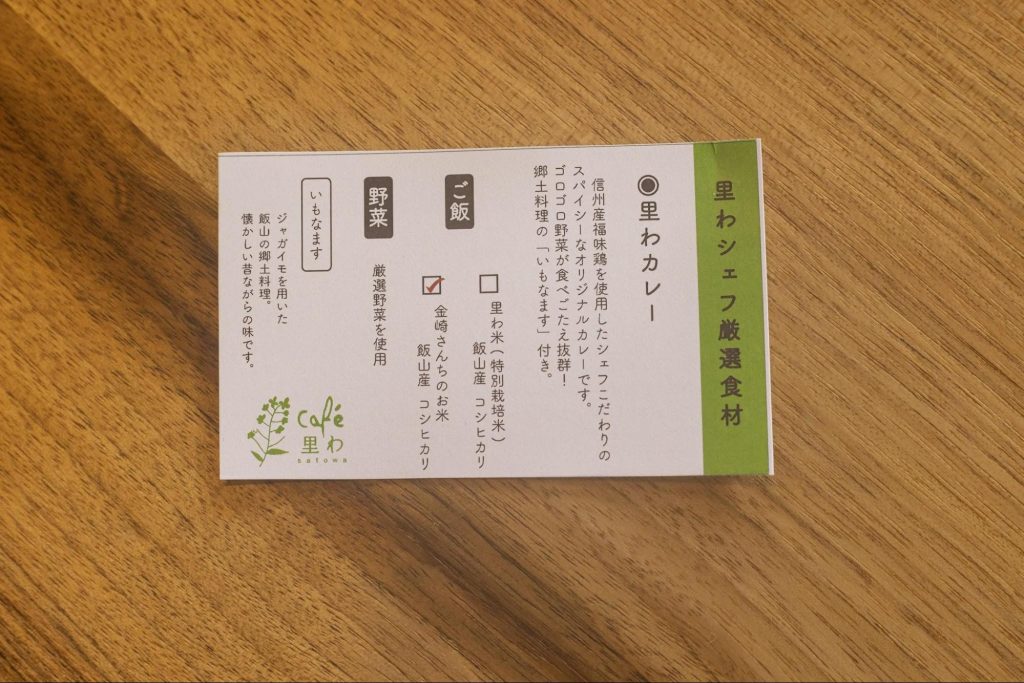 里わシェフ厳選食材
◉里わカレー
信州産福味鶏を使用したシェフこだわりの
スパイシーなオリジナルカレーです。
ゴロゴロ野菜が食べごたえ抜群！
郷土料理の「いもなます」付き。
ご飯
里わ米（特別栽培米）
飯山産 コシヒカリ
金崎さんちのお米
飯山産 コシヒカリ
野菜
厳選野菜を使用
いもなます
ジャガイモを用いた
飯山の郷土料理。
懐かしい昔ながらの味です。
café
里わ
satowa